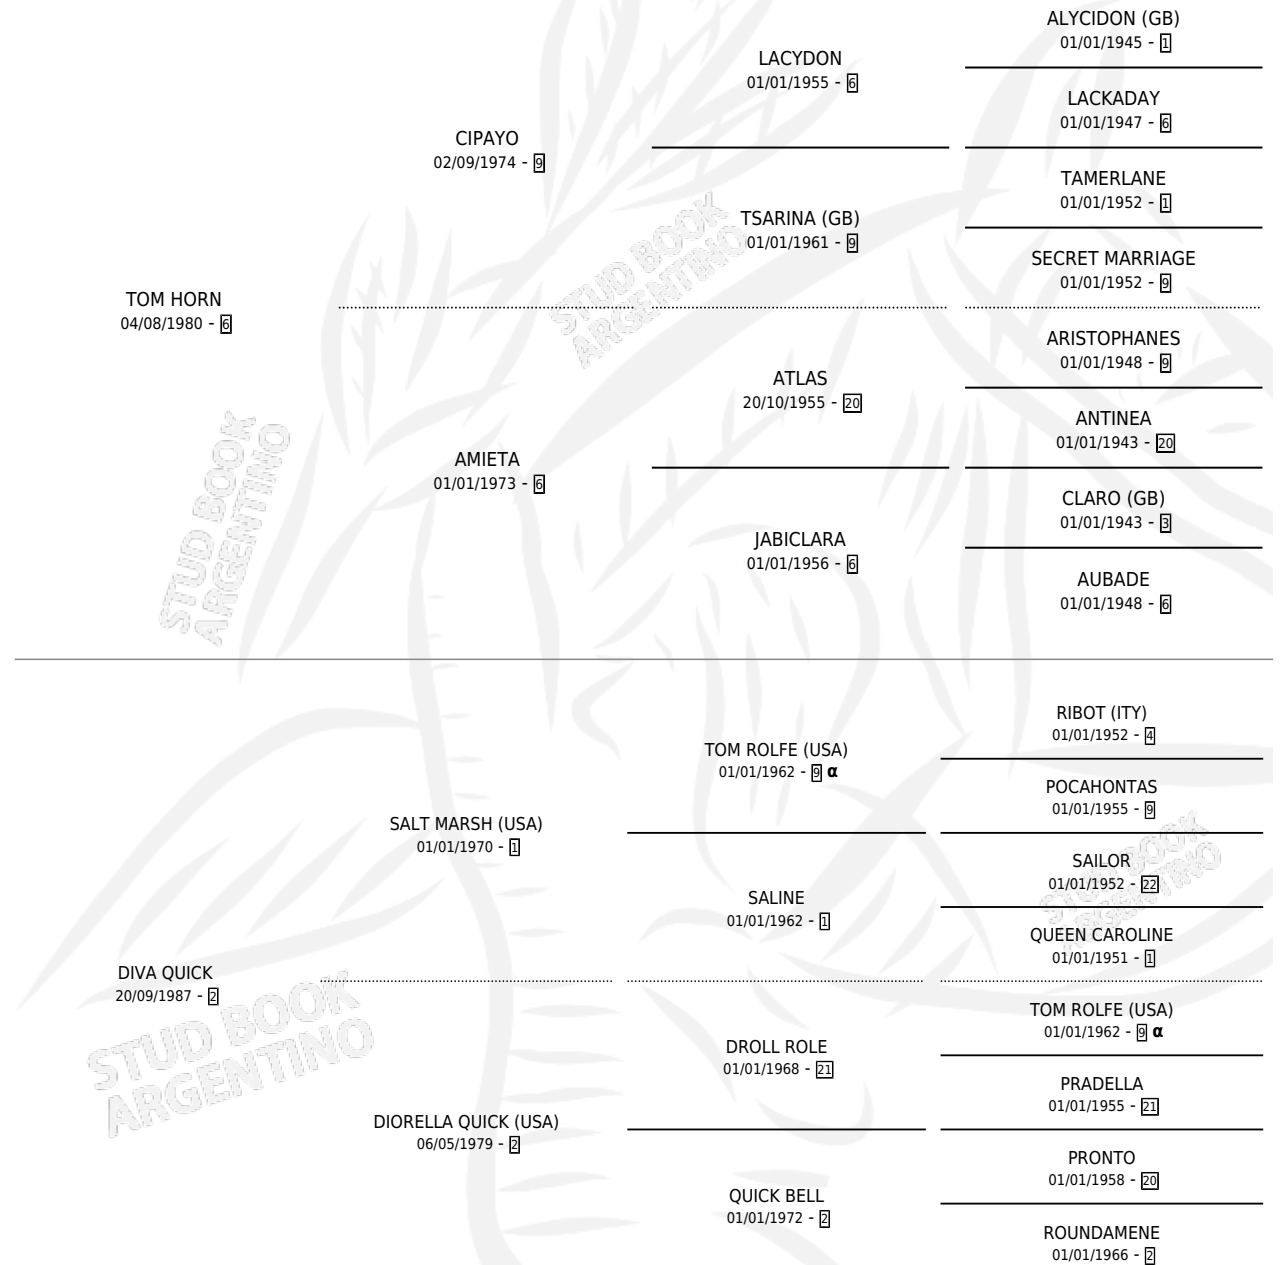 ALYCIDON (GB)
01/01/1945 - 1
LACYDON
01/01/1955 - 6
LACKADAY
01/01/1947 - 6
CIPAYO
02/09/1974 - 9
TAMERLANE
01/01/1952 - 1
TSARINA (GB)
01/01/1961 - 9
SECRET MARRIAGE
01/01/1952 - 9
TOM HORN
04/08/1980 - 6
ARISTOPHANES
01/01/1948 - 9
ATLAS
20/10/1955 - 20
ANTINEA
01/01/1943 - 20
AMIETA
01/01/1973 - 6
CLARO (GB)
01/01/1943 - 3
JABICLARA
01/01/1956 - 6
AUBADE
01/01/1948 - 6
RIBOT (ITY)
01/01/1952 - 4
TOM ROLFE (USA)
01/01/1962 - 9 α
POCAHONTAS
01/01/1955 - 9
SALT MARSH (USA)
01/01/1970 - 1
SAILOR
01/01/1952 - 22
SALINE
01/01/1962 - 1
QUEEN CAROLINE
01/01/1951 - 1
DIVA QUICK
20/09/1987 - 2
TOM ROLFE (USA)
01/01/1962 - 9 α
DROLL ROLE
01/01/1968 - 21
PRADELLA
01/01/1955 - 21
DIORELLA QUICK (USA)
06/05/1979 - 2
PRONTO
01/01/1958 - 20
QUICK BELL
01/01/1972 - 2
ROUNDAMENE
01/01/1966 - 2
STUD BOOK
ARGENTINO
STUD BOOK
ARGENTINO
STUD BOOK
ARGENTINO
STUD BOOK
ARGENTINO